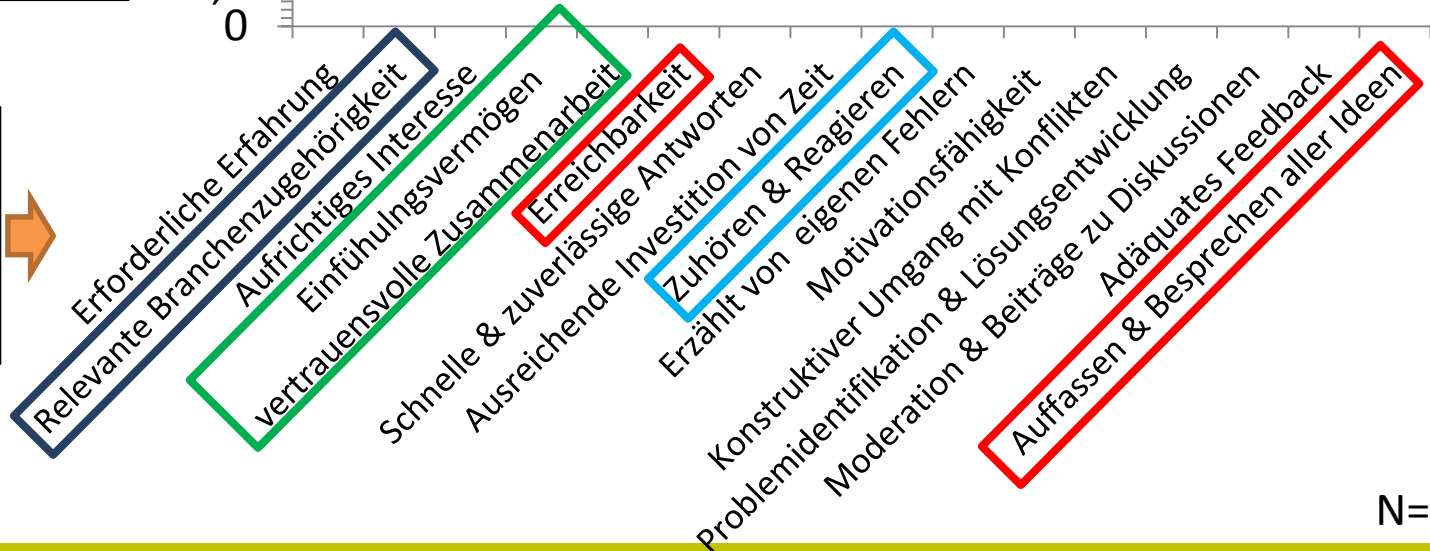 0
Erforderliche Erfahrung
Relevante Branchenzugehörigkeit
Aufrichtiges Interesse
Einfühulngsvermögen
vertrauensvolle Zusammenarbeit
Erreichbarkeit
Schnelle & zuverlässige Antworten
Ausreichende Investition von Zeit
Zuhören & Reagieren
Erzählt von eigenen Fehlern
Motivationsfähigkeit
Konstruktiver Umgang mit Konflikten
Problemidentifikation & Lösungsentwicklung
Moderation & Beiträge zu Diskussionen
Adäquates Feedback
Auffassen & Besprechen aller Ideen
N=